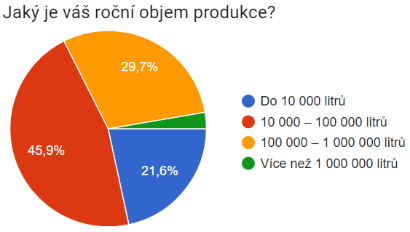 Jaký je váš roční objem produkce?
29,7%
45,9%
21,6%
Do 10 000 litrů
10 000 – 100 000 litrů
100 000 – 1 000 000 litrů
Více než 1 000 000 litrů